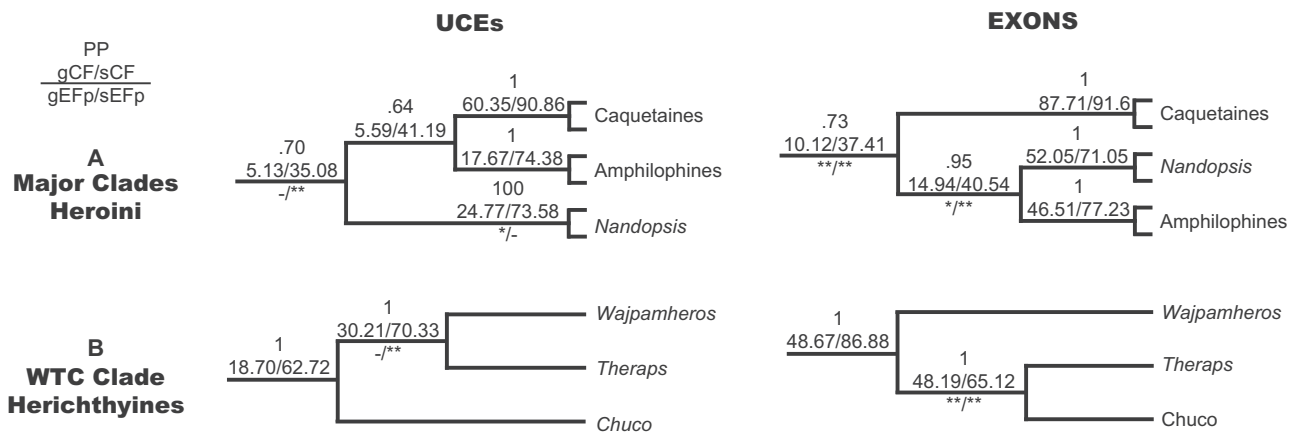 UCEs
EXONS
PP
gCF/sCF
gEFp/sEFp
A
Major Clades
Heroini
.70
5.13/35.08
-/**
.64
5.59/41.19
1
60.35/90.86
Caquetaines
1
17.67/74.38
Amphilophines
100
24.77/73.58
*/-
Nandopsis
.73
10.12/37.41
**/**
1
87.71/91.6
Caquetaines
.95
14.94/40.54
*/**
1
52.05/71.05
Nandopsis
1
46.51/77.23
Amphilophines
B
WTC Clade
Herichthyines
1
18.70/62.72
1
30.21/70.33
-/**
Wajpamheros
Theraps
Chuco
1
48.67/86.88
Wajpamheros
1
48.19/65.12
**/**
Theraps
Chuco